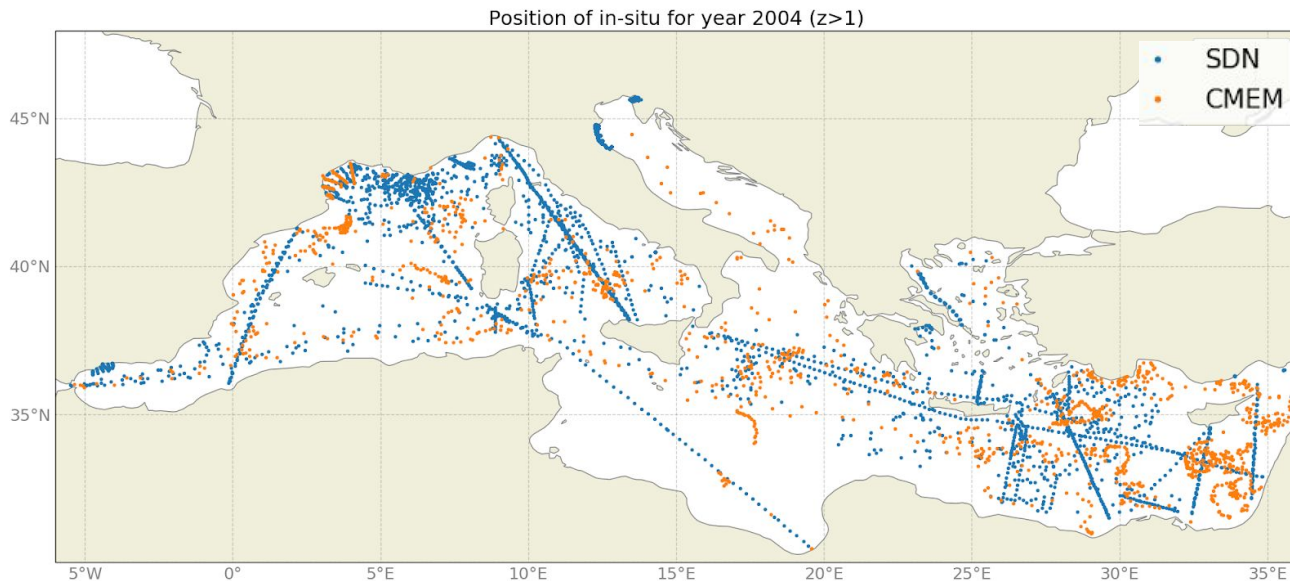 Position of in-situ for year 2004 (z>1)
SDN
CMEM
45°N
40°N
35°N
5°W 0° 5°E 10°E 15°E 20°E 25°E 30°E 35°E